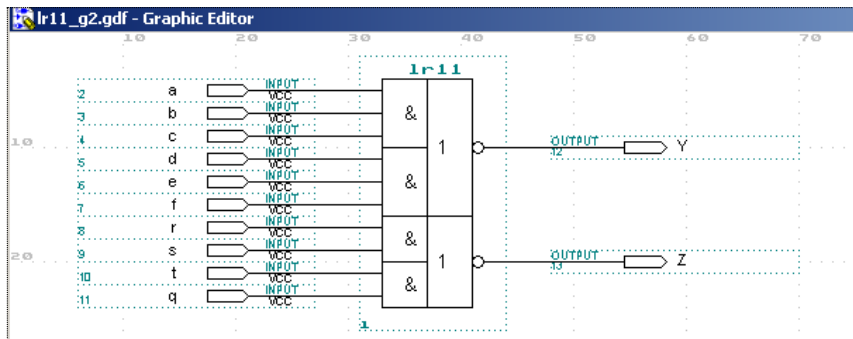 lr11_g2.gdf - Graphic Editor
10 20 30 40 50 60 70
lr11
2 a INPUT VCC
3 b INPUT VCC
&
4 c INPUT VCC
10 1 OUTPUT 12 Y
5 d INPUT VCC
6 e INPUT VCC
&
7 f INPUT VCC
8 r INPUT VCC
&
9 s INPUT VCC
20 1 OUTPUT 13 Z
10 t INPUT VCC
&
11 q INPUT VCC
1